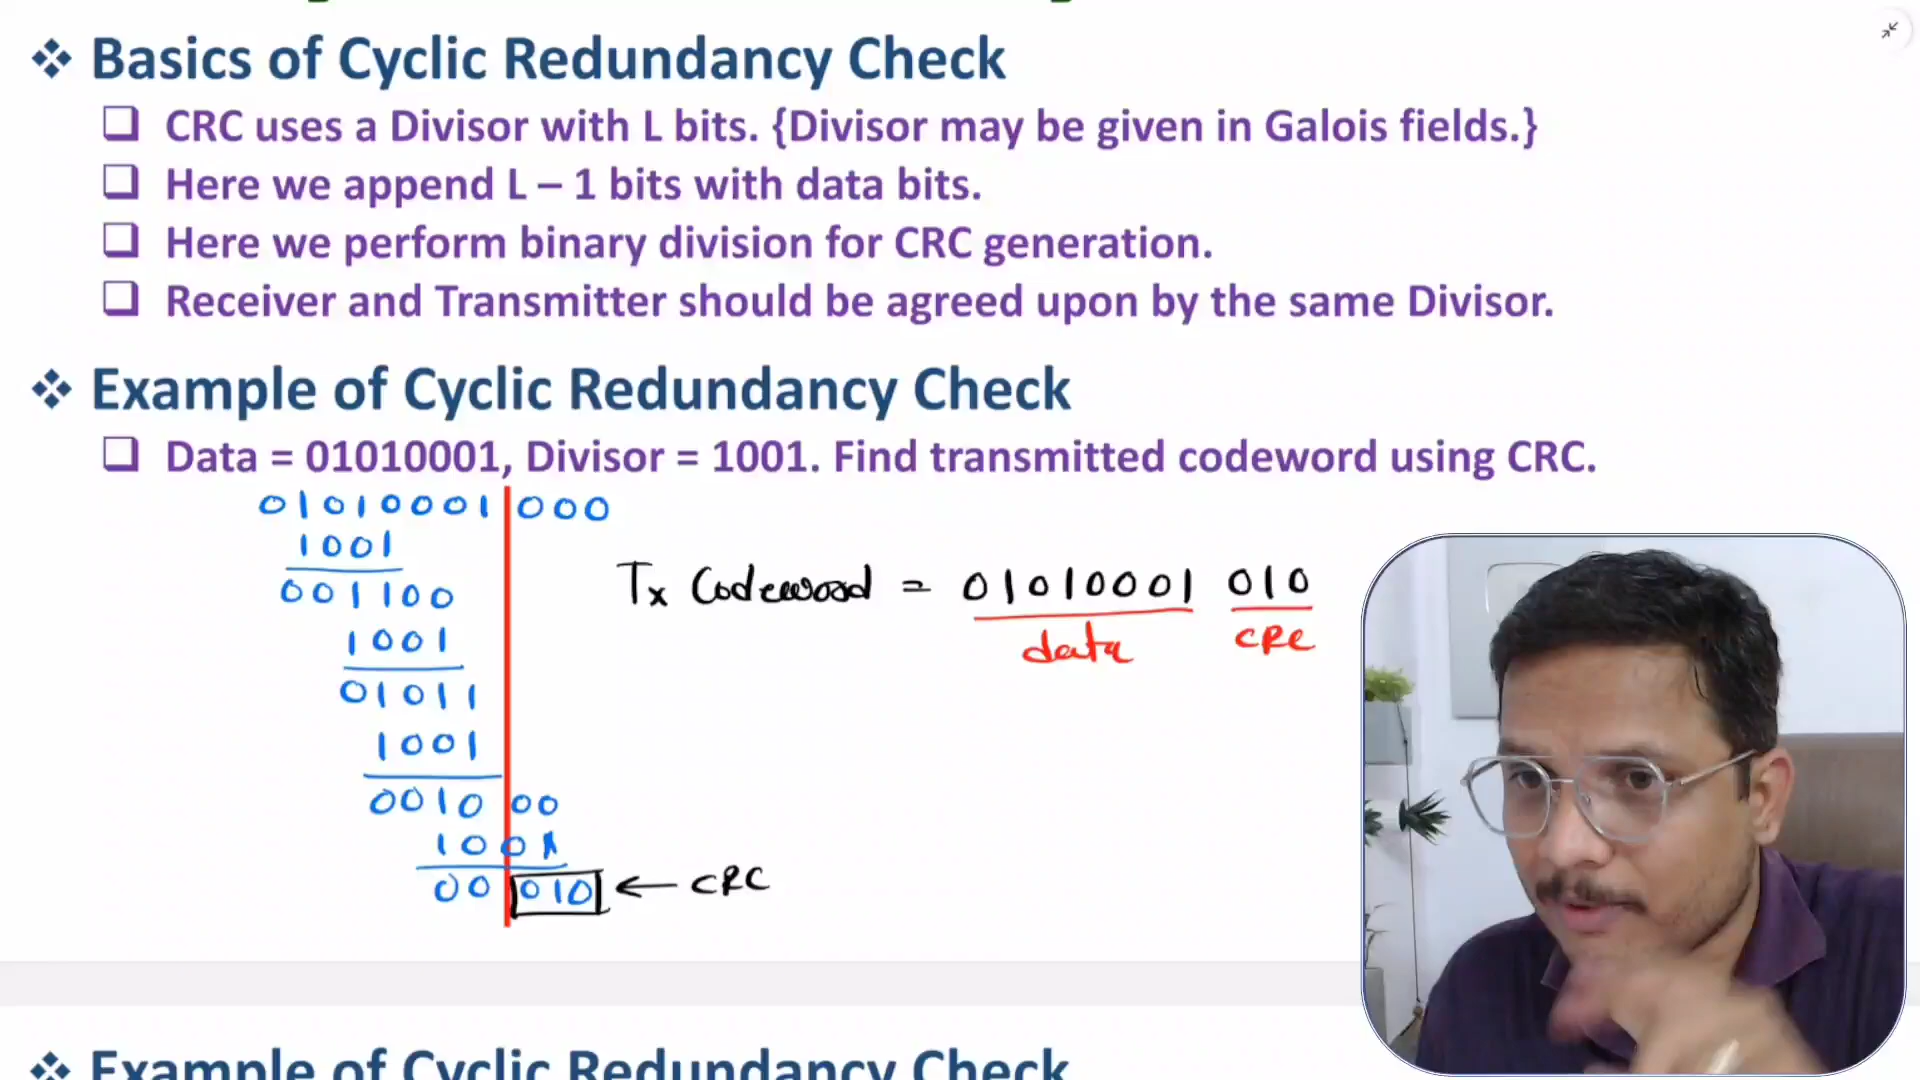 Basics of Cyclic Redundancy Check
CRC uses a Divisor with L bits. {Divisor may be given in Galois fields.}
Here we append L – 1 bits with data bits.
Here we perform binary division for CRC generation.
Receiver and Transmitter should be agreed upon by the same Divisor.
Example of Cyclic Redundancy Check
Data = 01010001, Divisor = 1001. Find transmitted codeword using CRC.
01010001 000
1001
001100
Tx Codeword = 01010001 010
1001
data CRC
01011
1001
0010 00
1001
00 010 ← CRC
Example of Cyclic Redundancy Check